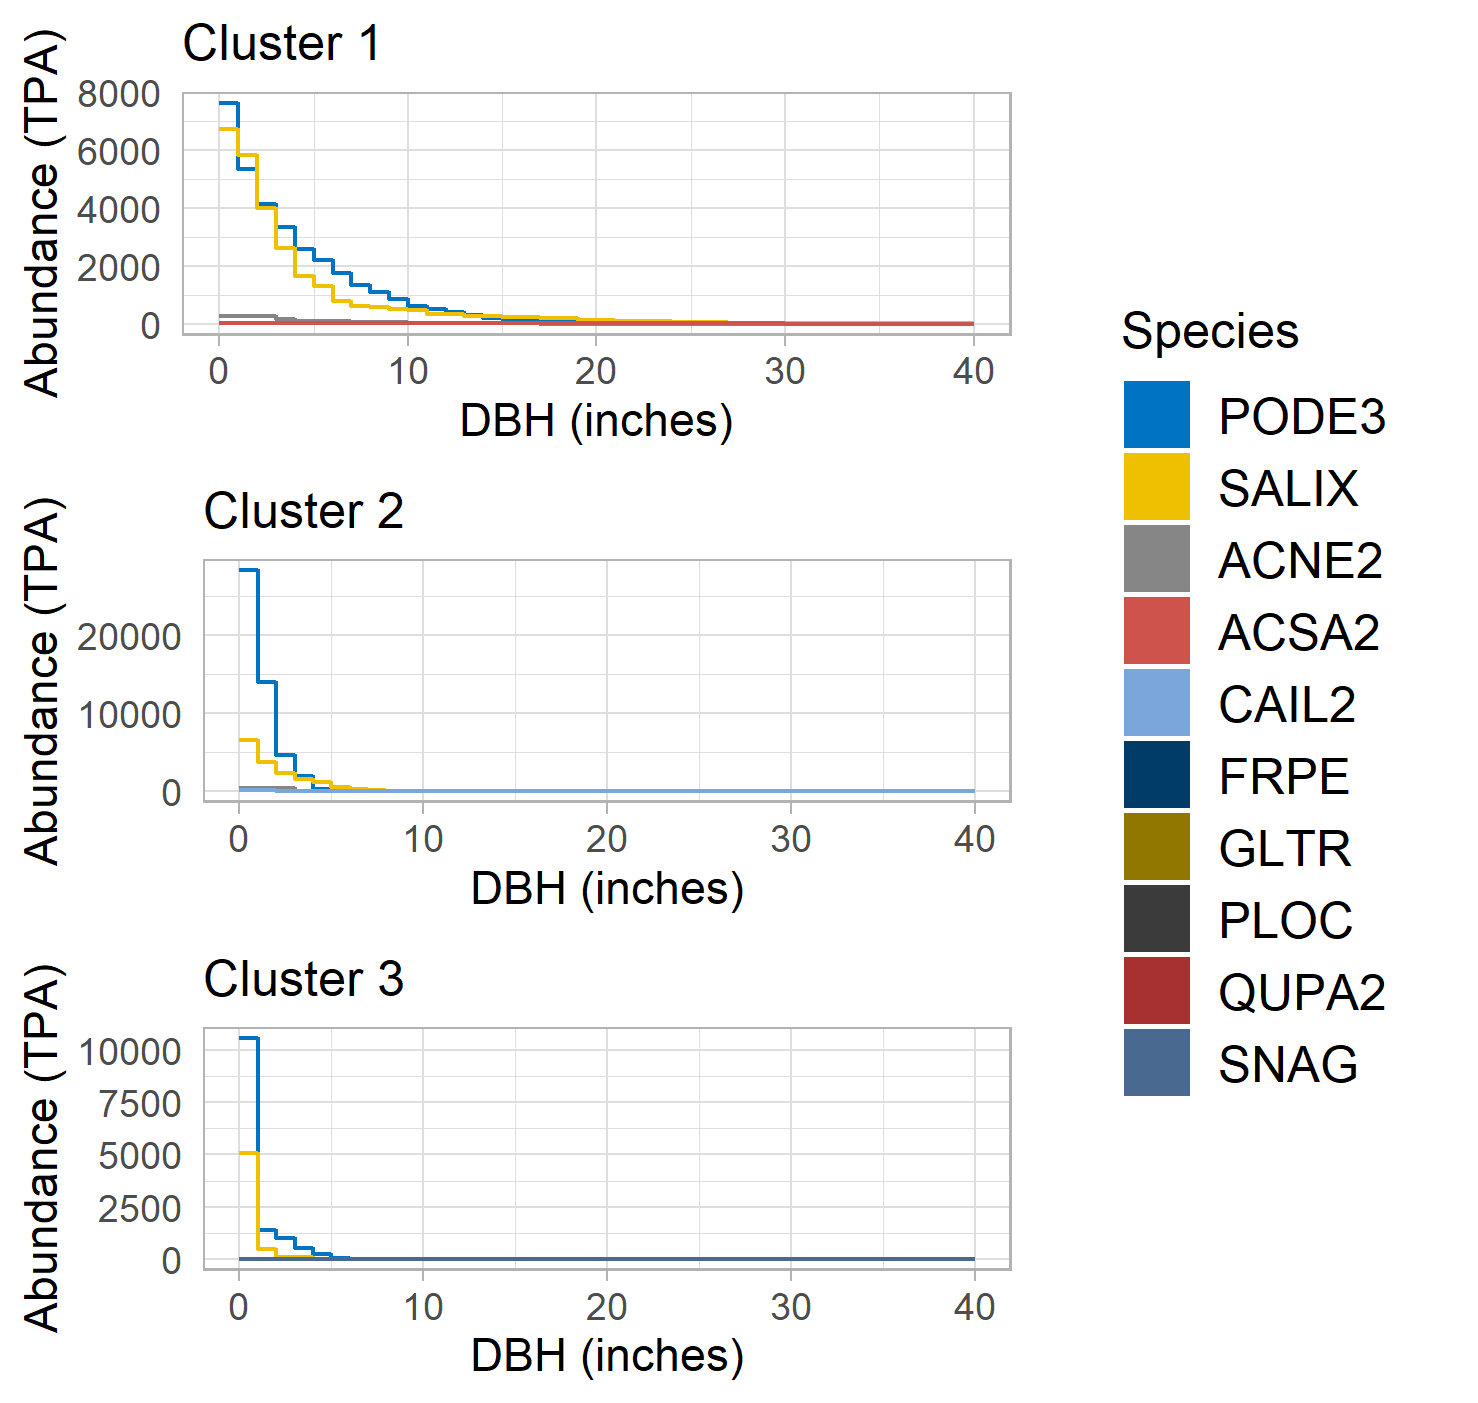 Cluster 1
Abundance (TPA)
8000
6000
4000
2000
0
0 10 20 30 40
DBH (inches)
Cluster 2
Abundance (TPA)
20000
10000
0
0 10 20 30 40
DBH (inches)
Cluster 3
Abundance (TPA)
10000
7500
5000
2500
0
0 10 20 30 40
DBH (inches)
Species
PODE3
SALIX
ACNE2
ACSA2
CAIL2
FRPE
GLTR
PLOC
QUPA2
SNAG